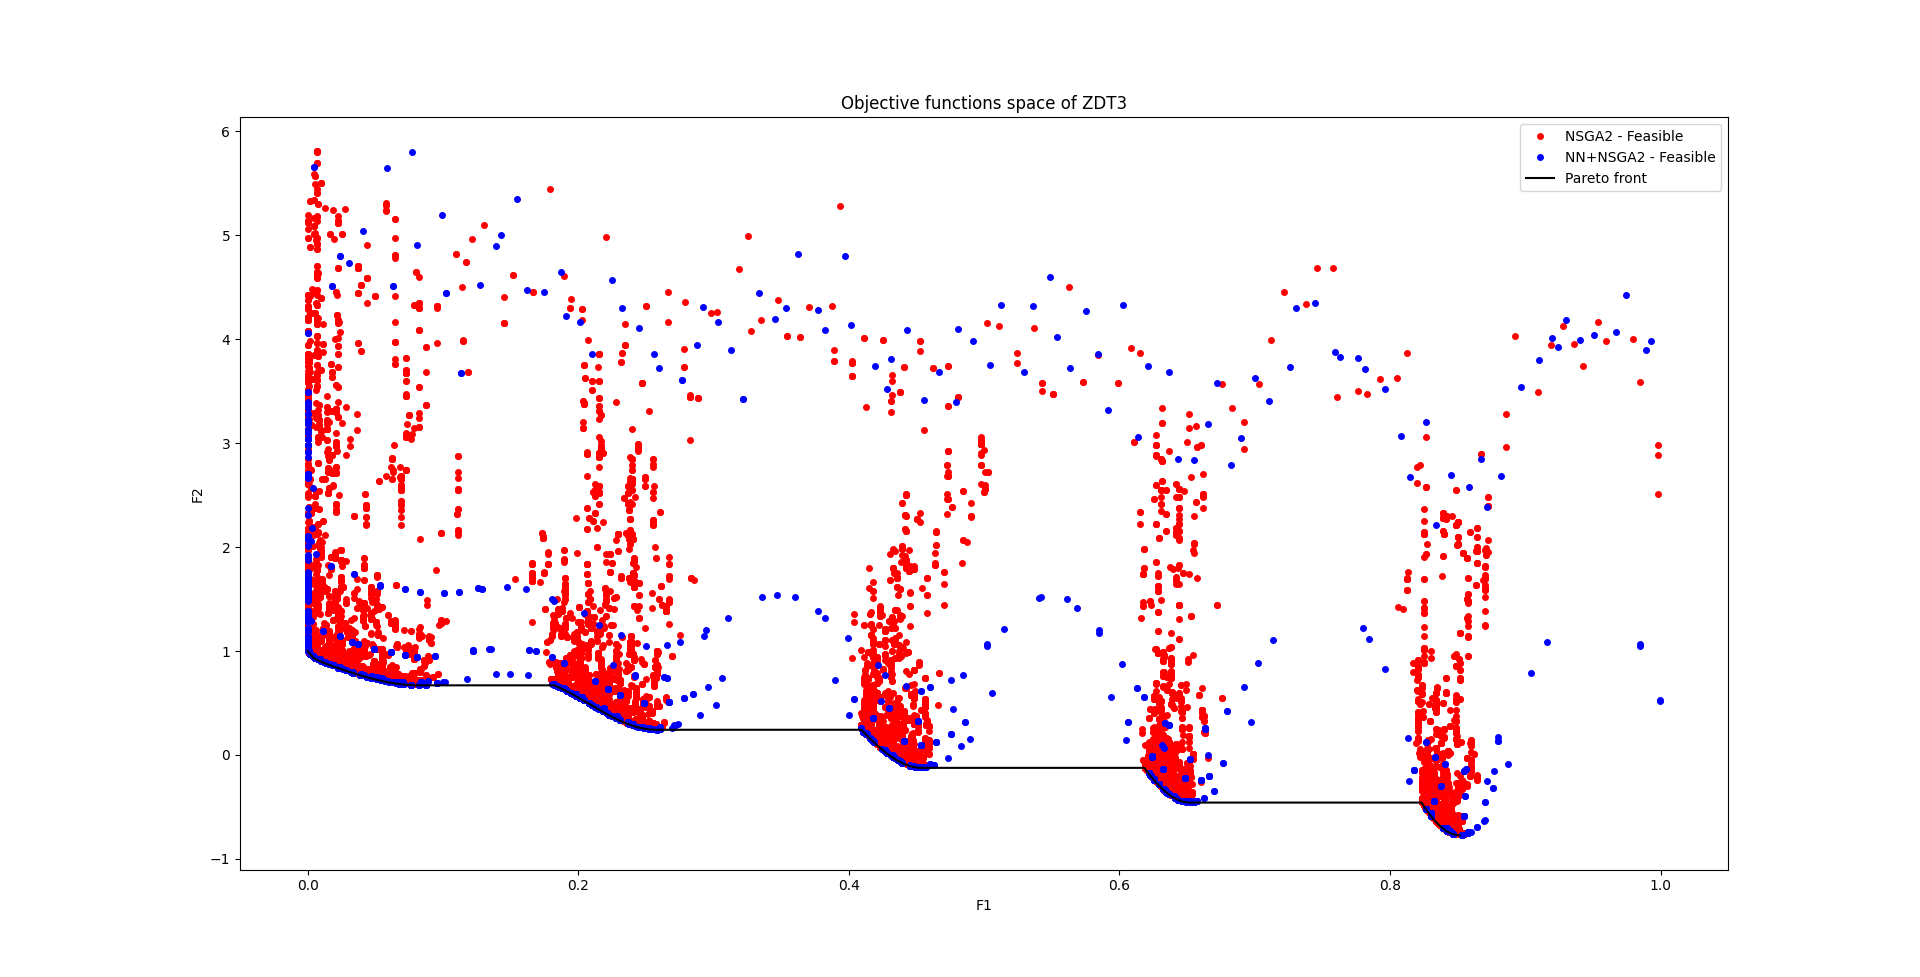 Objective functions space of ZDT3
NSGA2 - Feasible
NN+NSGA2 - Feasible
Pareto front
6
5
4
3
2
1
0
−1
F2
0.0
0.2
0.4
0.6
0.8
1.0
F1